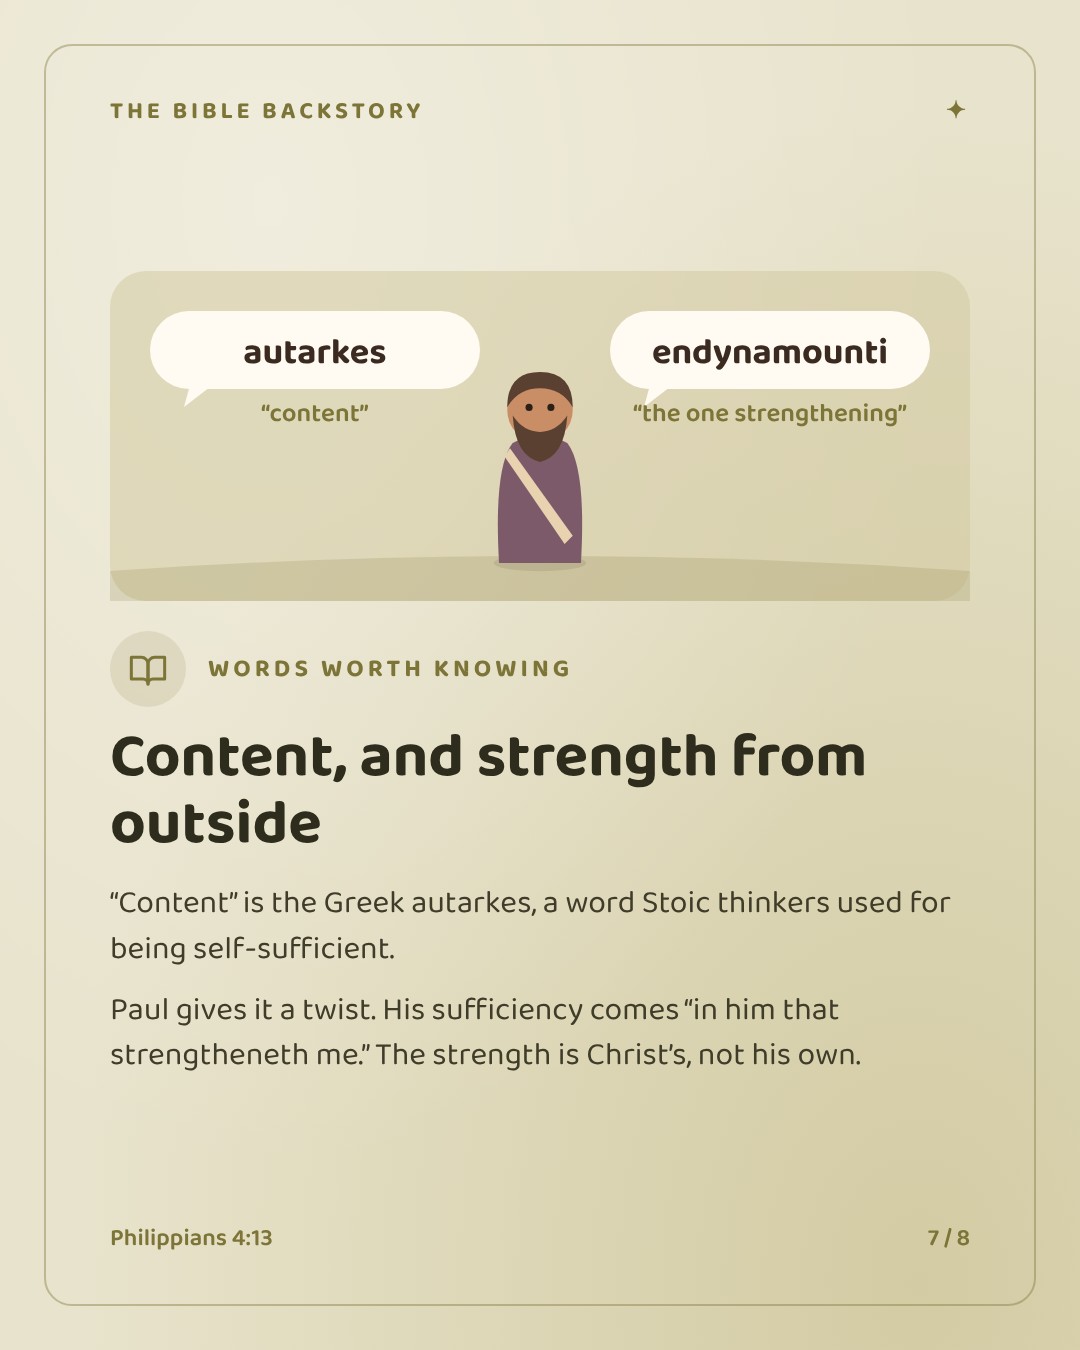 THE BIBLE BACKSTORY
autarkes
endynamounti
“content”
“the one strengthening”
WORDS WORTH KNOWING
Content, and strength from
outside
“Content” is the Greek autarkes, a word Stoic thinkers used for
being self-sufficient.
Paul gives it a twist. His sufficiency comes “in him that
strengtheneth me.” The strength is Christ’s, not his own.
Philippians 4:13
7 / 8